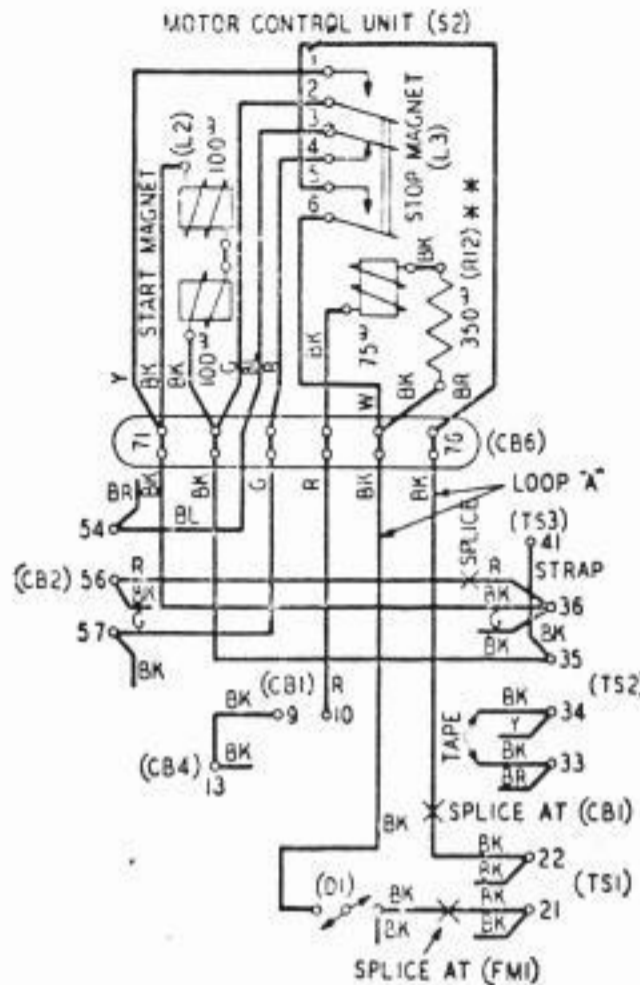 MOTOR CONTROL UNIT (S2)
1
2
3
4
6
STOP MAGNET
(L3)
(L2)
100ω
START MAGNET
100ω
75ω
BK
350ω (R12) * *
Y
BK
BK
G
BK
W
BK
BR
71
76
(CB6)
BR
BK
BK
G
R
BK
BK
LOOP "A"
54
BL
SPLICE
(TS3)
41
(CB2) 56
R
R
STRAP
BK
BK
36
57
G
G
BK
BK
BK
35
(CB1)
R
BK
9
10
(TS2)
BK
34
Y
TAPE
BK
33
BR
(CB4)
BK
13
SPLICE AT (CB1)
BK
BK
22
BK
(TS1)
(D1)
BK
BK
21
BK
BK
SPLICE AT (FM1)